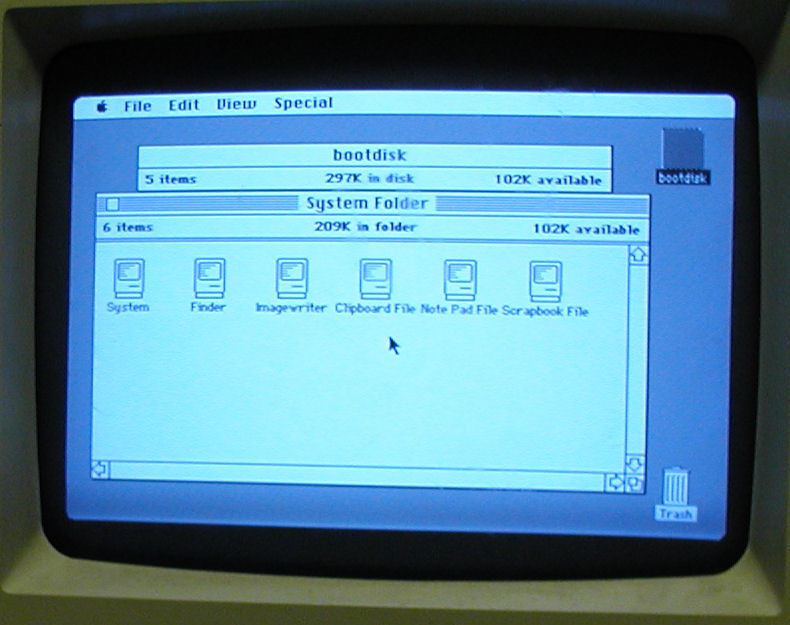 File Edit View Special
bootdisk
5 items 297K in disk 102K available
bootdisk
System Folder
6 items 209K in folder 102K available
System Finder Imagewriter Clipboard File Note Pad File Scrapbook File
Trash